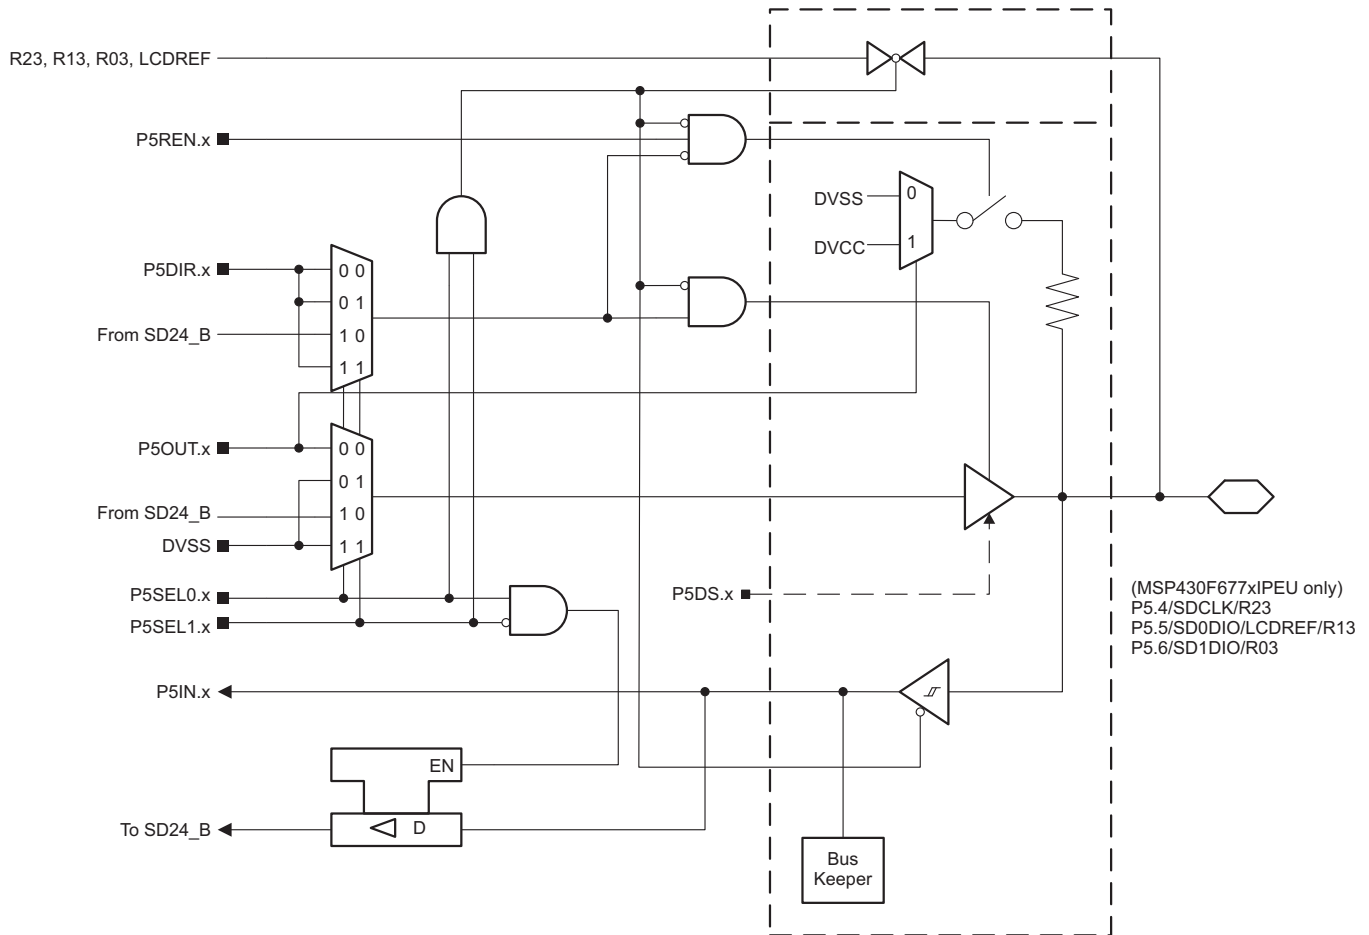 R23, R13, R03, LCDREF
P5REN.x
DVSS
0
DVCC
1
P5DIR.x
0 0
0 1
From SD24_B
1 0
1 1
P5OUT.x
0 0
0 1
From SD24_B
1 0
DVSS
1 1
P5SEL0.x
P5DS.x
(MSP430F677xIPEU only)
P5.4/SDCLK/R23
P5.5/SD0DIO/LCDREF/R13
P5.6/SD1DIO/R03
P5SEL1.x
P5IN.x
EN
To SD24_B
D
Bus
Keeper